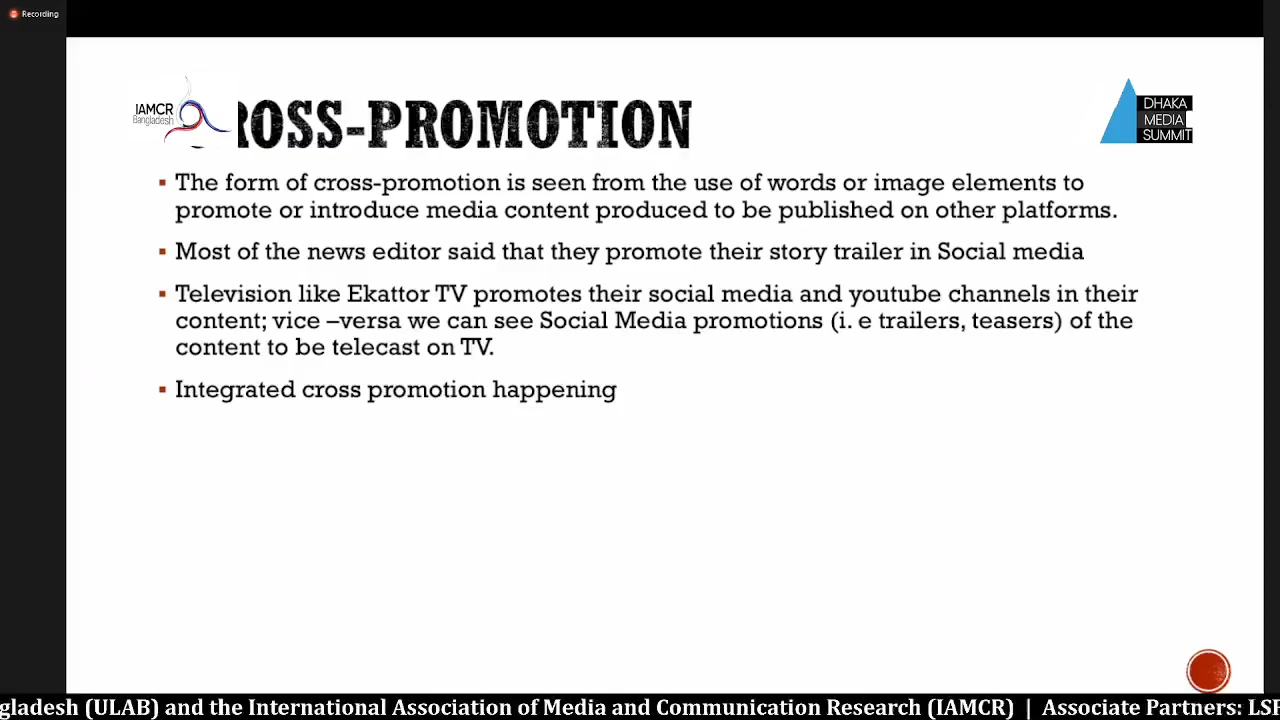 Recording
IAMCR
Bangladesh
ROSS-PROMOTION
DHAKA
MEDIA
SUMMIT
▪ The form of cross-promotion is seen from the use of words or image elements to
promote or introduce media content produced to be published on other platforms.
▪ Most of the news editor said that they promote their story trailer in Social media
▪ Television like Ekattor TV promotes their social media and youtube channels in their
content; vice –versa we can see Social Media promotions (i. e trailers, teasers) of the
content to be telecast on TV.
▪ Integrated cross promotion happening
gladesh (ULAB) and the International Association of Media and Communication Research (IAMCR) | Associate Partners: LSH